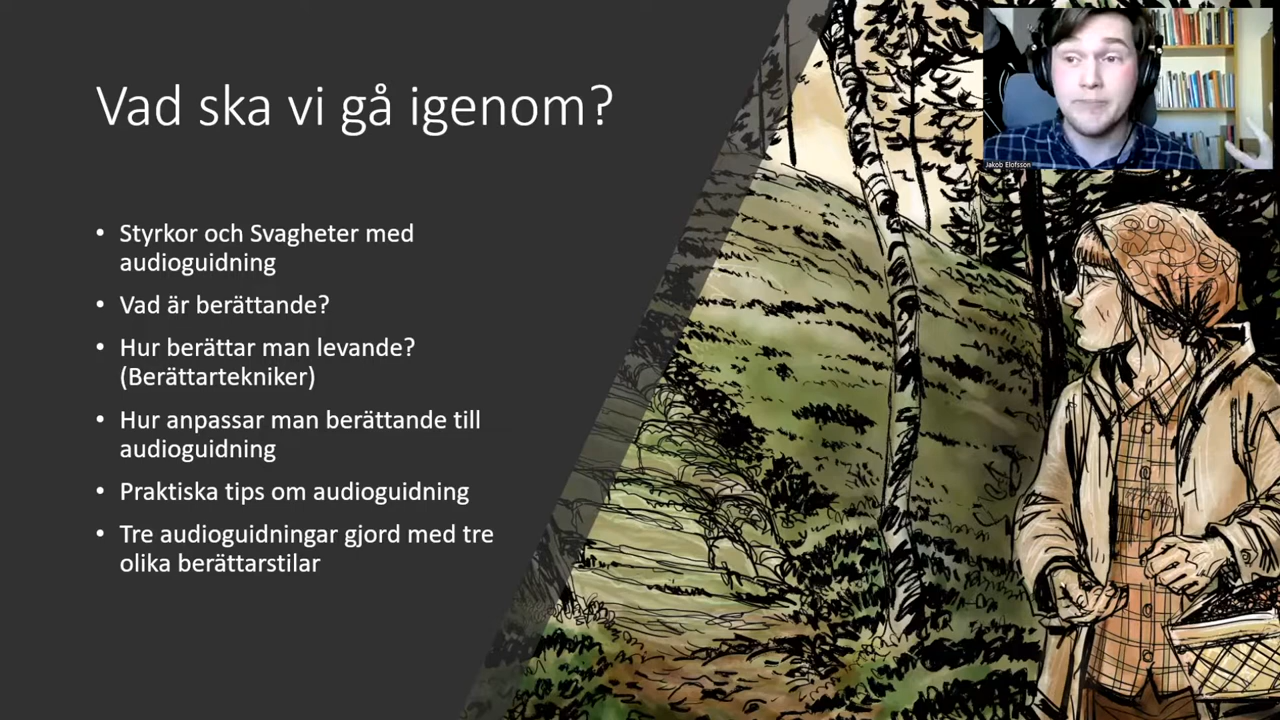 Vad ska vi gå igenom?
• Styrkor och Svagheter med
audioguidning
• Vad är berättande?
• Hur berättar man levande?
(Berättartekniker)
• Hur anpassar man berättande till
audioguidning
• Praktiska tips om audioguidning
• Tre audioguidningar gjord med tre
olika berättarstilar
Jakob Elofsson